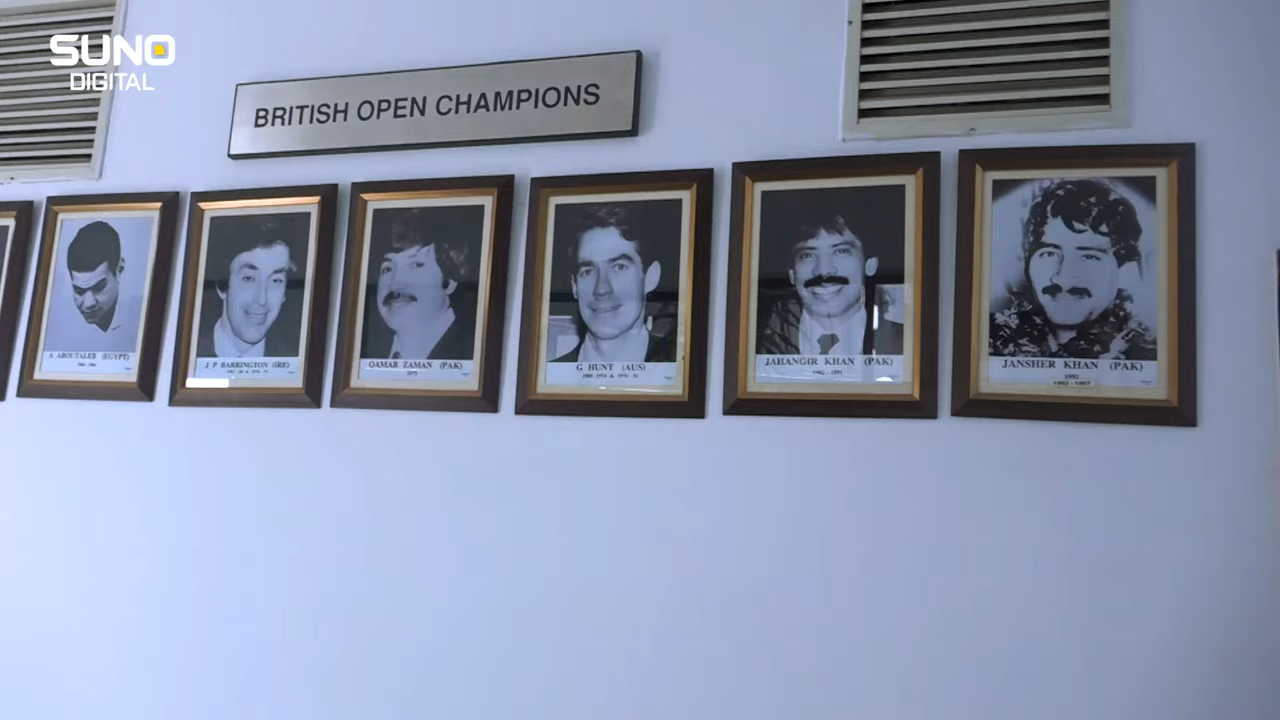 SUNO
DIGITAL
BRITISH OPEN CHAMPIONS
A ABOUTALEB (EGYPT)
J P BARRINGTON (IRE)
QAMAR ZAMAN (PAK)
1975
G HUNT (AUS)
JAHANGIR KHAN (PAK)
1982 - 1991
JANSHER KHAN (PAK)
1992
1992 - 1997